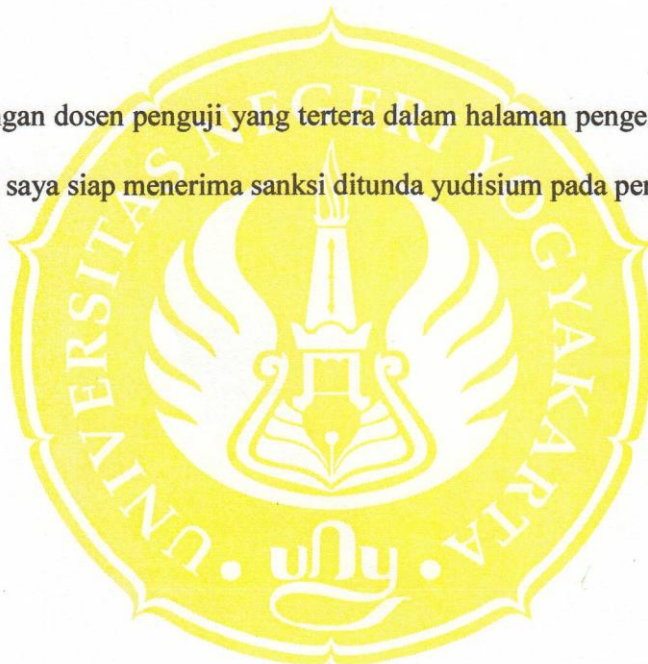 ngan dosen penguji yang tertera dalam halaman penge
saya siap menerima sanksi ditunda yudisium pada per
UNIVERSITAS NEGERI YOGYAKARTA
uny